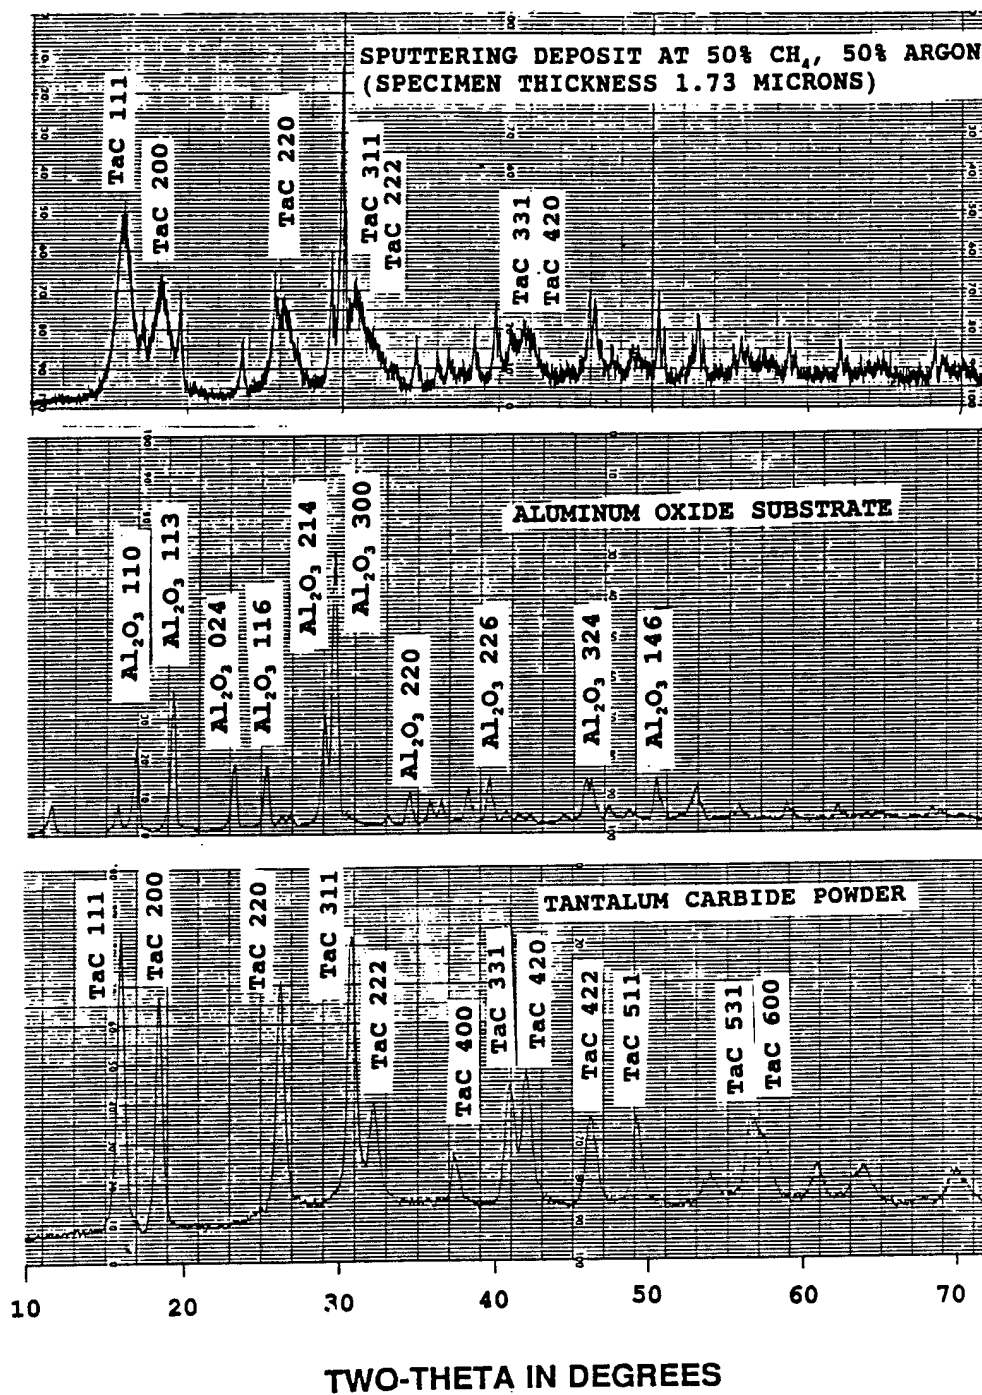 SPUTTERING DEPOSIT AT 50% CH₄, 50% ARGON
(SPECIMEN THICKNESS 1.73 MICRONS)
TaC 111
TaC 200
TaC 220
TaC 311
TaC 222
TaC 331
TaC 420
ALUMINUM OXIDE SUBSTRATE
Al₂O₃ 110
Al₂O₃ 113
Al₂O₃ 024
Al₂O₃ 116
Al₂O₃ 214
Al₂O₃ 300
Al₂O₃ 220
Al₂O₃ 226
Al₂O₃ 324
Al₂O₃ 146
TANTALUM CARBIDE POWDER
TaC 111
TaC 200
TaC 220
TaC 311
TaC 222
TaC 400
TaC 331
TaC 420
TaC 422
TaC 511
TaC 531
TaC 600
10 20 30 40 50 60 70
TWO-THETA IN DEGREES